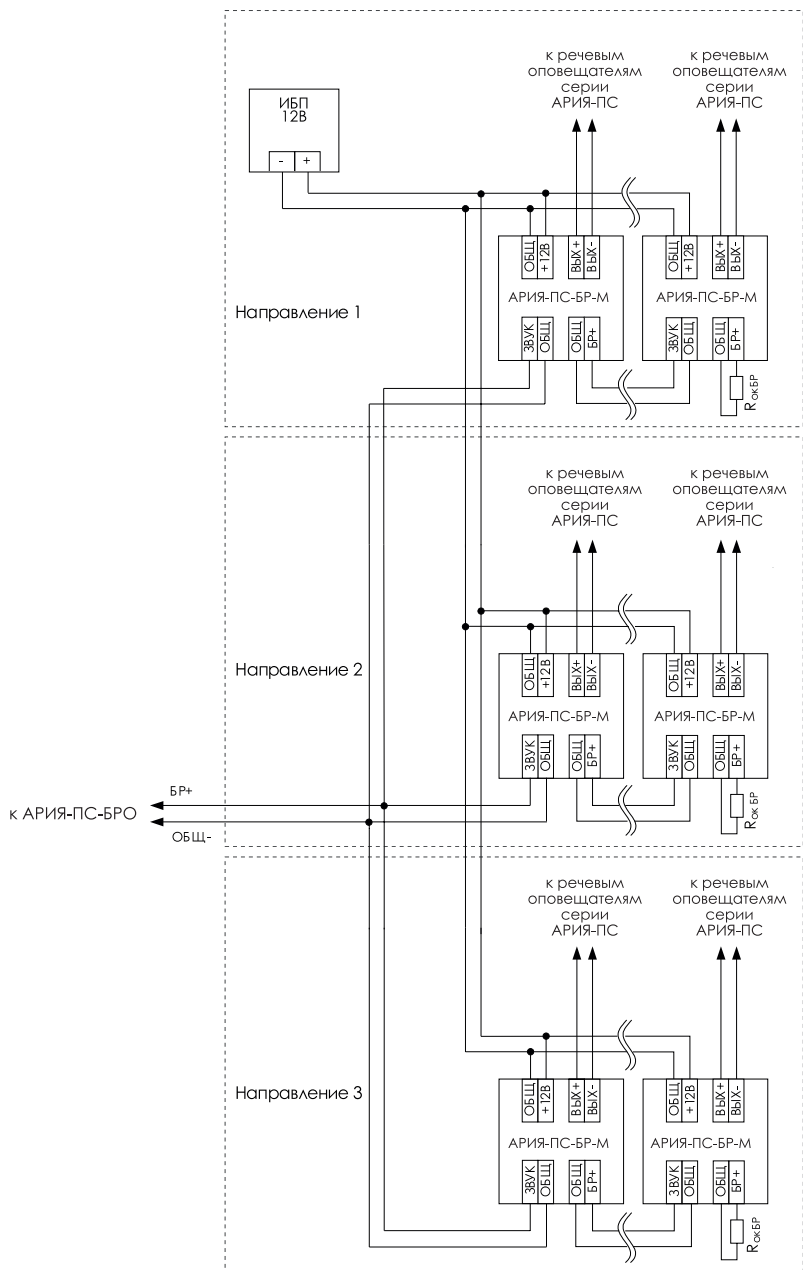 к речевым
оповещателям
серии
АРИЯ-ПС
к речевым
оповещателям
серии
АРИЯ-ПС
ИБП
12В
- +
ОБЩ
+12В
ВЫХ+
ВЫХ-
ОБЩ
+12В
ВЫХ+
ВЫХ-
АРИЯ-ПС-БР-М
АРИЯ-ПС-БР-М
Направление 1
ЗВУК
ОБЩ
ОБЩ
БР+
ЗВУК
ОБЩ
ОБЩ
БР+
Rок БР
к речевым
оповещателям
серии
АРИЯ-ПС
к речевым
оповещателям
серии
АРИЯ-ПС
Направление 2
ОБЩ
+12В
ВЫХ+
ВЫХ-
ОБЩ
+12В
ВЫХ+
ВЫХ-
АРИЯ-ПС-БР-М
АРИЯ-ПС-БР-М
ЗВУК
ОБЩ
ОБЩ
БР+
ЗВУК
ОБЩ
ОБЩ
БР+
Rок БР
БР+
к АРИЯ-ПС-БРО
ОБЩ-
к речевым
оповещателям
серии
АРИЯ-ПС
к речевым
оповещателям
серии
АРИЯ-ПС
Направление 3
ОБЩ
+12В
ВЫХ+
ВЫХ-
ОБЩ
+12В
ВЫХ+
ВЫХ-
АРИЯ-ПС-БР-М
АРИЯ-ПС-БР-М
ЗВУК
ОБЩ
ОБЩ
БР+
ЗВУК
ОБЩ
ОБЩ
БР+
Rок БР